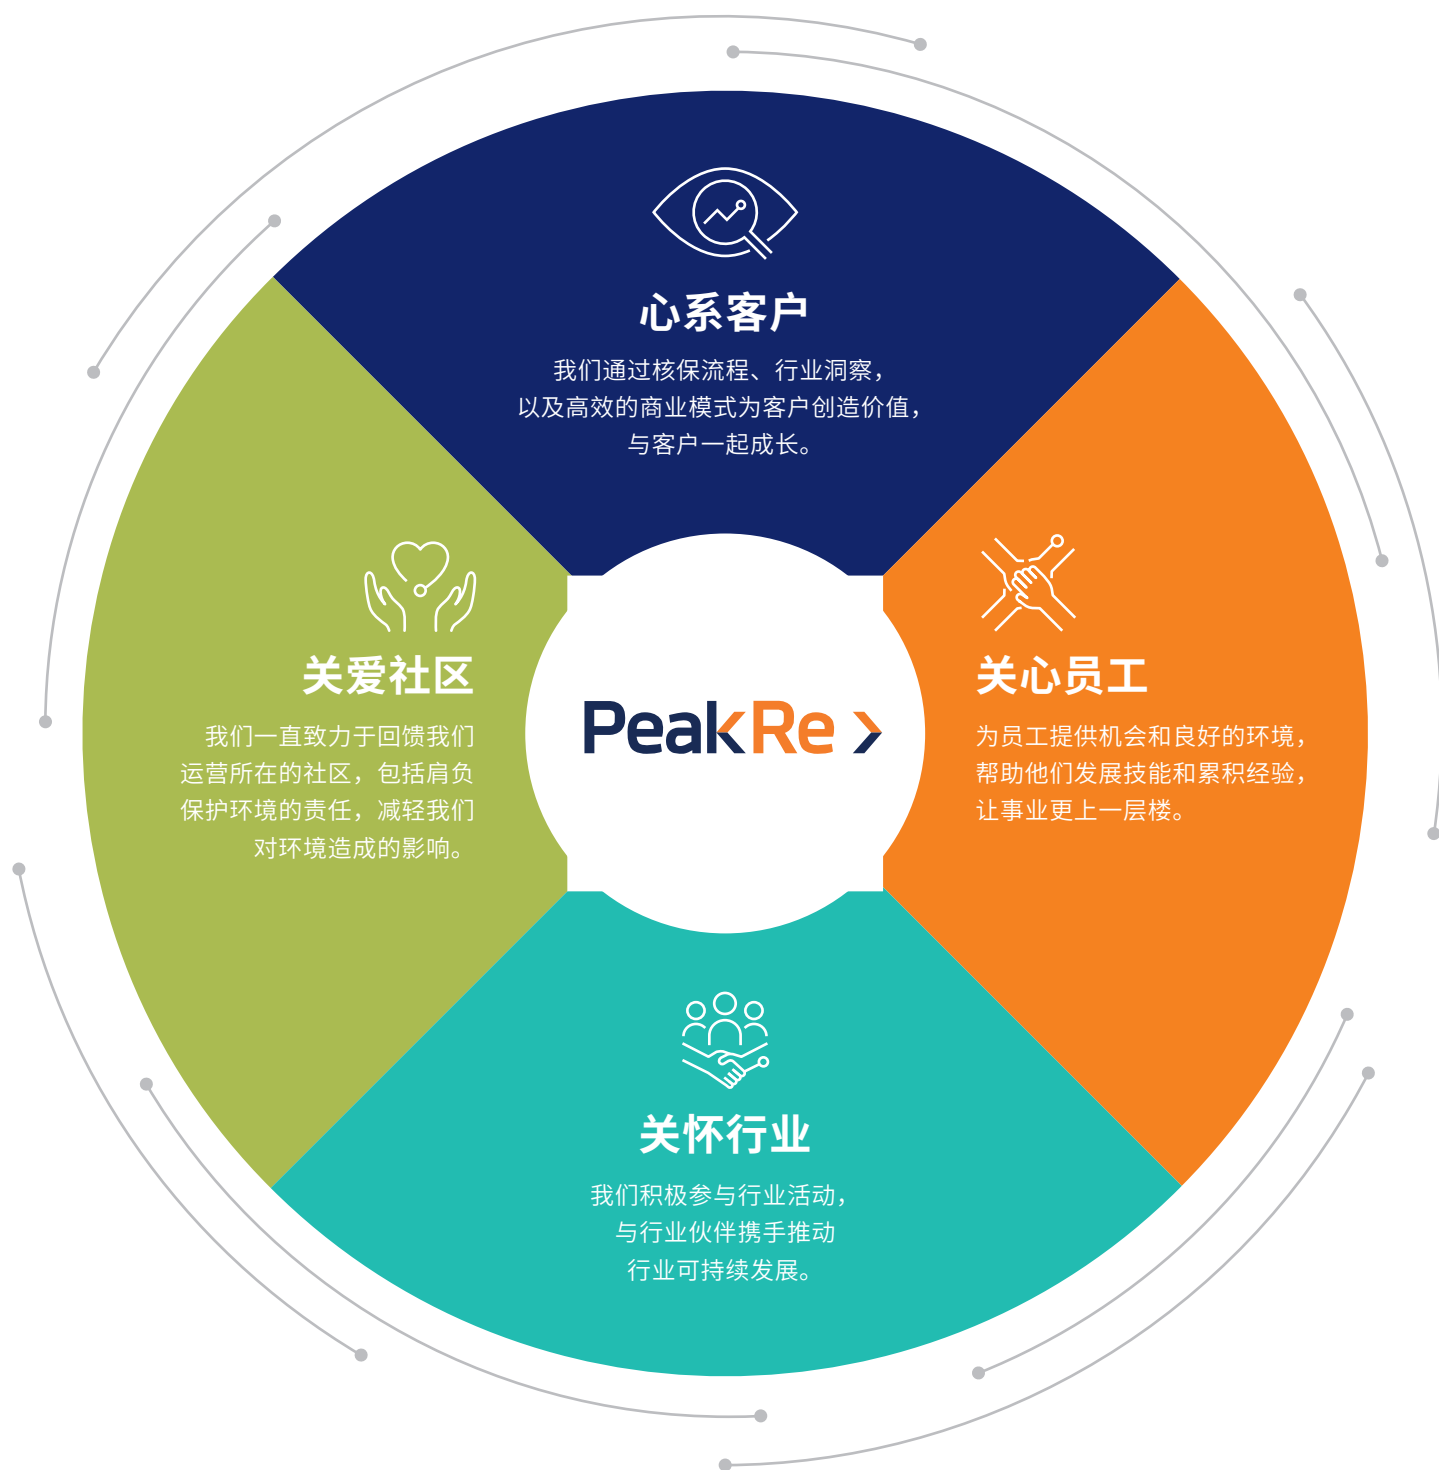 心系客户
我们通过核保流程、行业洞察，
以及高效的商业模式为客户创造价值，
与客户一起成长。
关爱社区
我们一直致力于回馈我们
运营所在的社区，包括肩负
保护环境的责任，减轻我们
对环境造成的影响。
PeakRe
关心员工
为员工提供机会和良好的环境，
帮助他们发展技能和累积经验，
让事业更上一层楼。
关怀行业
我们积极参与行业活动，
与行业伙伴携手推动
行业可持续发展。